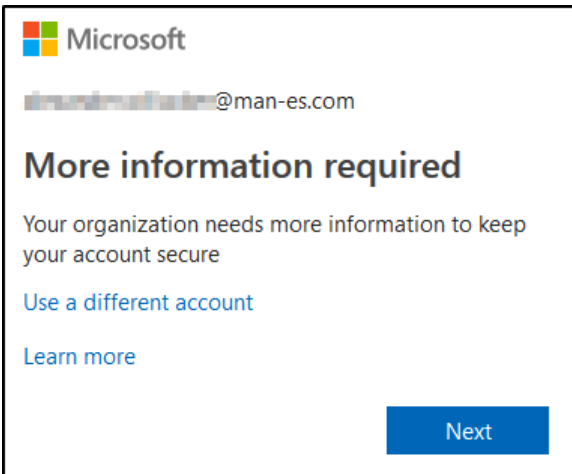 Microsoft
@man-es.com
More information required
Your organization needs more information to keep
your account secure
Use a different account
Learn more
Next